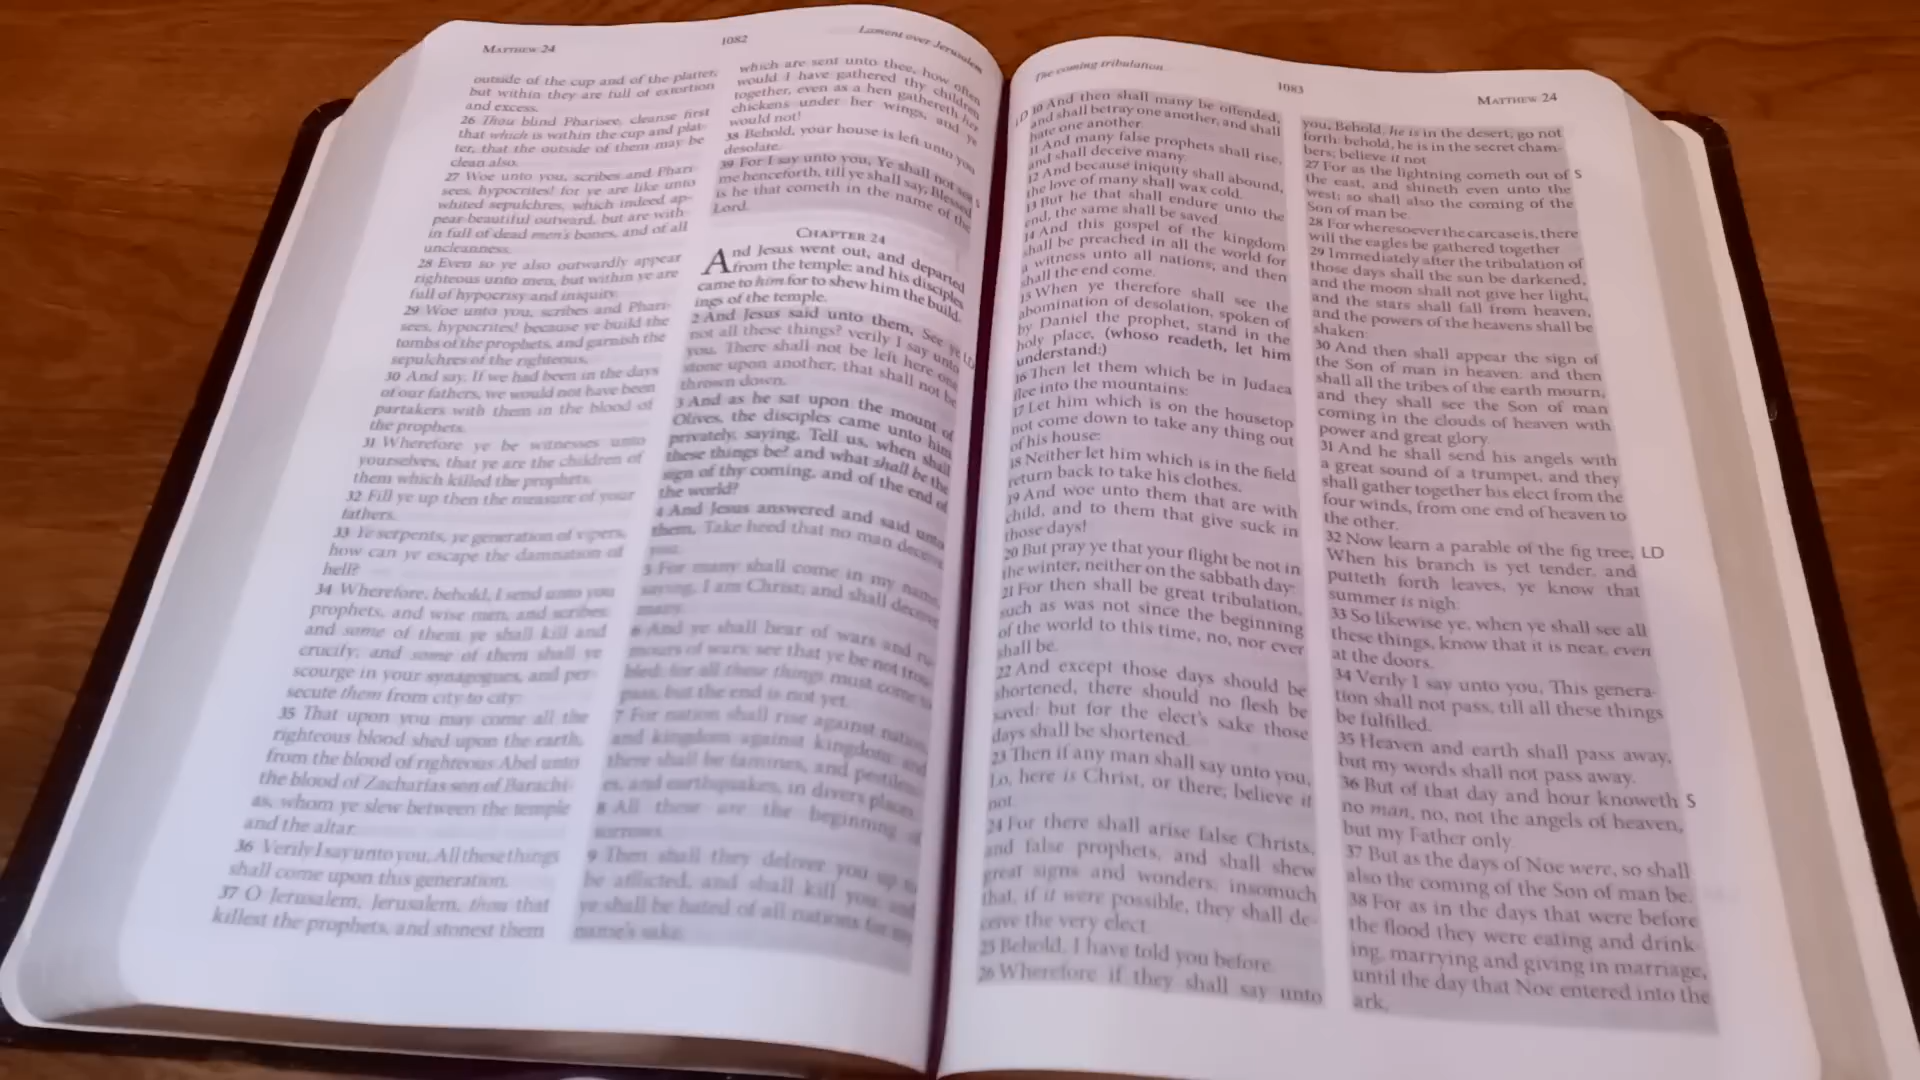 MATTHEW 24
1082
Lament over Jerusalem
outside of the cup and of the platter,
but within they are full of extortion
and excess.
26 Thou blind Pharisee, cleanse first
that which is within the cup and plat-
ter, that the outside of them may be
clean also.
27 Woe unto you, scribes and Phari-
sees, hypocrites! for ye are like unto
whited sepulchres, which indeed ap-
pear beautiful outward, but are with-
in full of dead men's bones, and of all
uncleanness.
28 Even so ye also outwardly appear
righteous unto men, but within ye are
full of hypocrisy and iniquity.
29 Woe unto you, scribes and Phari-
sees, hypocrites! because ye build the
tombs of the prophets, and garnish the
sepulchres of the righteous,
30 And say, If we had been in the days
of our fathers, we would not have been
partakers with them in the blood of
the prophets.
31 Wherefore ye be witnesses unto
yourselves, that ye are the children of
them which killed the prophets.
32 Fill ye up then the measure of your
fathers.
33 Ye serpents, ye generation of vipers,
how can ye escape the damnation of
hell?
34 Wherefore, behold, I send unto you
prophets, and wise men, and scribes:
and some of them ye shall kill and
crucify; and some of them shall ye
scourge in your synagogues, and per-
secute them from city to city:
35 That upon you may come all the
righteous blood shed upon the earth,
from the blood of righteous Abel unto
the blood of Zacharias son of Barachi-
as, whom ye slew between the temple
and the altar.
36 Verily I say unto you, All these things
shall come upon this generation.
37 O Jerusalem, Jerusalem, thou that
killest the prophets, and stonest them
which are sent unto thee, how often
would I have gathered thy children
together, even as a hen gathereth her
chickens under her wings, and ye
would not!
38 Behold, your house is left unto you
desolate.
39 For I say unto you, Ye shall not see S
me henceforth, till ye shall say, Blessed
is he that cometh in the name of the
Lord.
CHAPTER 24
And Jesus went out, and departed
from the temple: and his disciples
came to him for to shew him the build-
ings of the temple.
2 And Jesus said unto them, See ye LD
not all these things? verily I say unto
you, There shall not be left here one
stone upon another, that shall not be
thrown down.
3 And as he sat upon the mount of
Olives, the disciples came unto him
privately, saying, Tell us, when shall
these things be? and what shall be the
sign of thy coming, and of the end of
the world?
4 And Jesus answered and said unto
them, Take heed that no man deceive
you.
5 For many shall come in my name,
saying, I am Christ; and shall deceive
many.
6 And ye shall hear of wars and ru-
mours of wars: see that ye be not trou-
bled: for all these things must come to
pass, but the end is not yet.
7 For nation shall rise against nation,
and kingdom against kingdom: and
there shall be famines, and pestilenc-
es, and earthquakes, in divers places.
8 All these are the beginning of
sorrows.
9 Then shall they deliver you up to
be afflicted, and shall kill you: and
ye shall be hated of all nations for my
name's sake.
The coming tribulation
1083
MATTHEW 24
LD 10 And then shall many be offended,
and shall betray one another, and shall
hate one another.
11 And many false prophets shall rise,
and shall deceive many.
12 And because iniquity shall abound,
the love of many shall wax cold.
13 But he that shall endure unto the
end, the same shall be saved.
14 And this gospel of the kingdom
shall be preached in all the world for
a witness unto all nations; and then
shall the end come.
15 When ye therefore shall see the
abomination of desolation, spoken of
by Daniel the prophet, stand in the
holy place, (whoso readeth, let him
understand:)
16 Then let them which be in Judaea
flee into the mountains:
17 Let him which is on the housetop
not come down to take any thing out
of his house:
18 Neither let him which is in the field
return back to take his clothes.
19 And woe unto them that are with
child, and to them that give suck in
those days!
20 But pray ye that your flight be not in
the winter, neither on the sabbath day:
21 For then shall be great tribulation,
such as was not since the beginning
of the world to this time, no, nor ever
shall be.
22 And except those days should be
shortened, there should no flesh be
saved: but for the elect's sake those
days shall be shortened.
23 Then if any man shall say unto you,
Lo, here is Christ, or there; believe it
not.
24 For there shall arise false Christs,
and false prophets, and shall shew
great signs and wonders; insomuch
that, if it were possible, they shall de-
ceive the very elect.
25 Behold, I have told you before.
26 Wherefore if they shall say unto
you, Behold, he is in the desert; go not
forth: behold, he is in the secret cham-
bers; believe it not.
27 For as the lightning cometh out of S
the east, and shineth even unto the
west; so shall also the coming of the
Son of man be.
28 For wheresoever the carcase is, there
will the eagles be gathered together.
29 Immediately after the tribulation of
those days shall the sun be darkened,
and the moon shall not give her light,
and the stars shall fall from heaven,
and the powers of the heavens shall be
shaken:
30 And then shall appear the sign of
the Son of man in heaven: and then
shall all the tribes of the earth mourn,
and they shall see the Son of man
coming in the clouds of heaven with
power and great glory.
31 And he shall send his angels with
a great sound of a trumpet, and they
shall gather together his elect from the
four winds, from one end of heaven to
the other.
32 Now learn a parable of the fig tree; LD
When his branch is yet tender, and
putteth forth leaves, ye know that
summer is nigh:
33 So likewise ye, when ye shall see all
these things, know that it is near, even
at the doors.
34 Verily I say unto you, This genera-
tion shall not pass, till all these things
be fulfilled.
35 Heaven and earth shall pass away,
but my words shall not pass away.
36 But of that day and hour knoweth S
no man, no, not the angels of heaven,
but my Father only.
37 But as the days of Noe were, so shall
also the coming of the Son of man be.
38 For as in the days that were before
the flood they were eating and drink-
ing, marrying and giving in marriage,
until the day that Noe entered into the
ark,